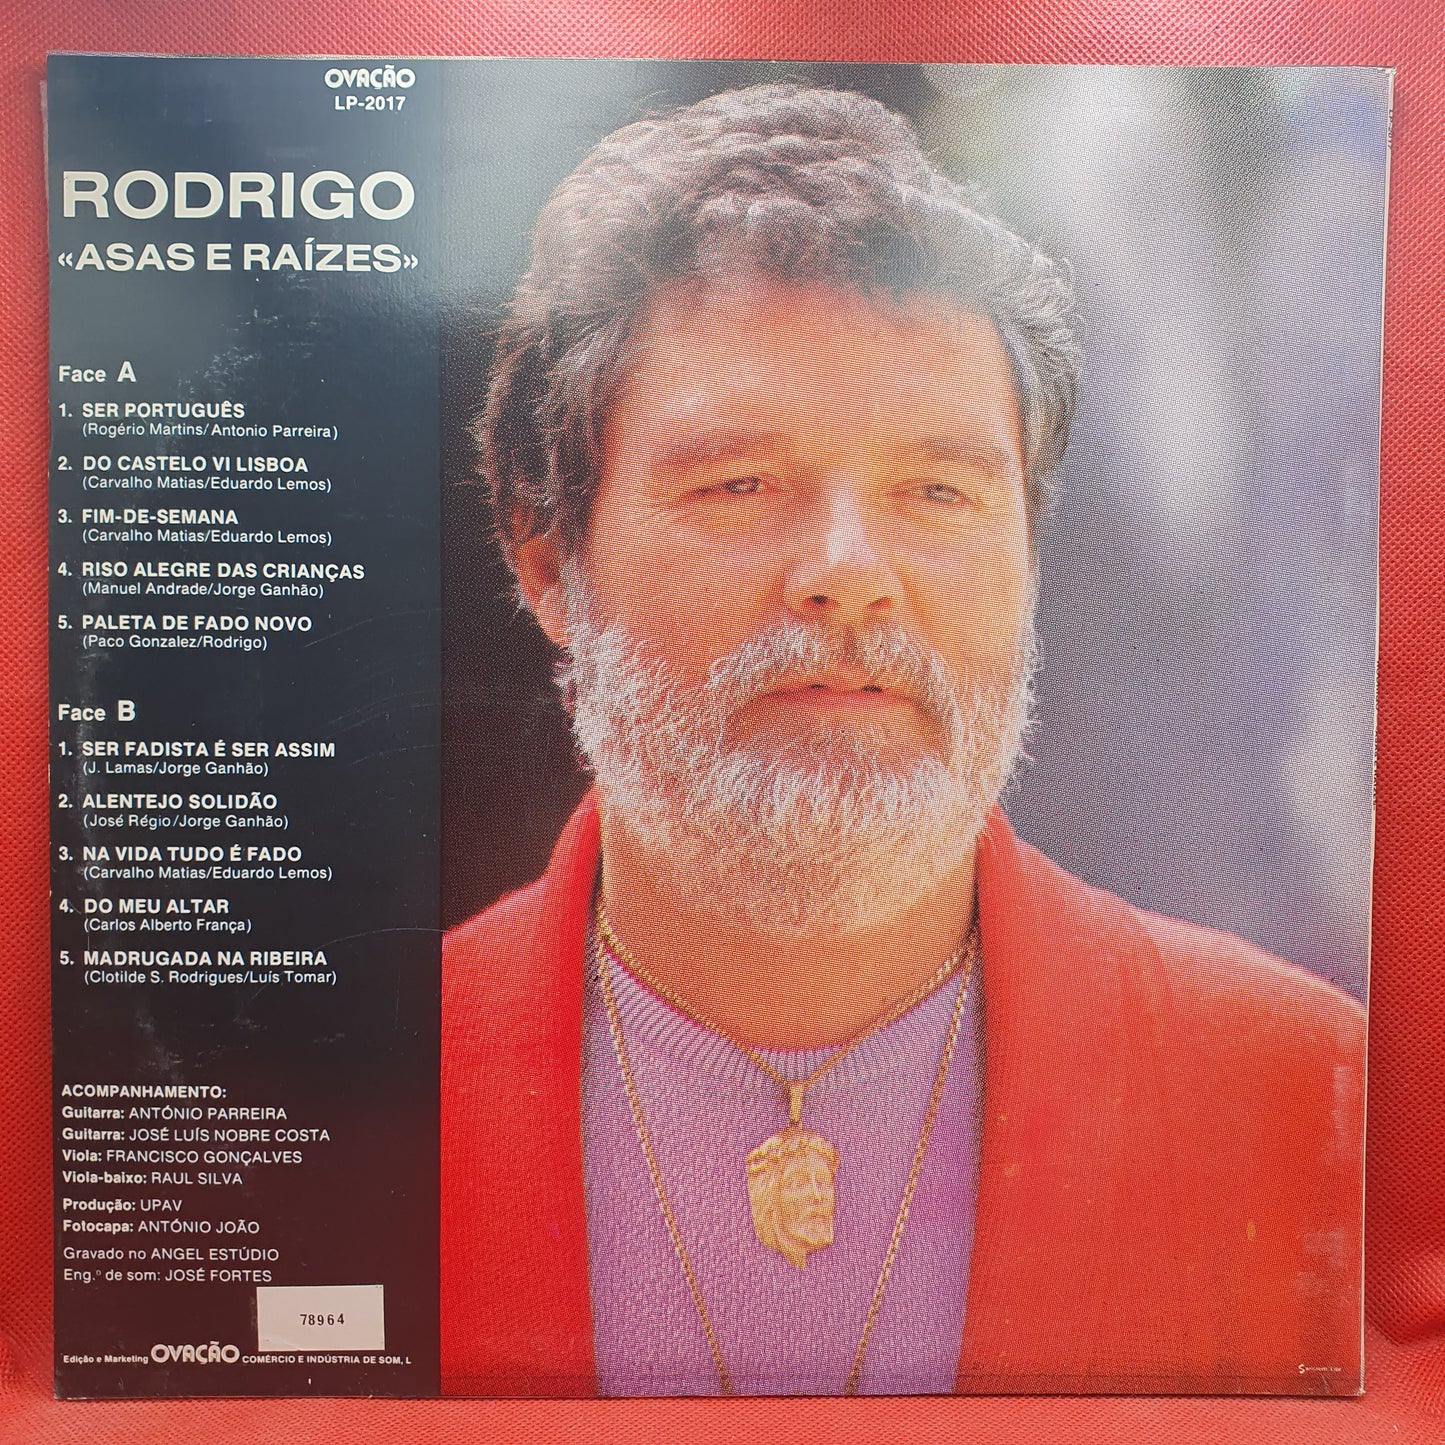 OVAÇÃO
LP-2017
RODRIGO
«ASAS E RAÍZES»
Face A
1. SER PORTUGUÊS
(Rogério Martins/Antonio Parreira)
2. DO CASTELO VI LISBOA
(Carvalho Matias/Eduardo Lemos)
3. FIM-DE-SEMANA
(Carvalho Matias/Eduardo Lemos)
4. RISO ALEGRE DAS CRIANÇAS
(Manuel Andrade/Jorge Ganhão)
5. PALETA DE FADO NOVO
(Paco Gonzalez/Rodrigo)
Face B
1. SER FADISTA É SER ASSIM
(J. Lamas/Jorge Ganhão)
2. ALENTEJO SOLIDÃO
(José Régio/Jorge Ganhão)
3. NA VIDA TUDO É FADO
(Carvalho Matias/Eduardo Lemos)
4. DO MEU ALTAR
(Carlos Alberto França)
5. MADRUGADA NA RIBEIRA
(Clotilde S. Rodrigues/Luís Tomar)
ACOMPANHAMENTO:
Guitarra: ANTÓNIO PARREIRA
Guitarra: JOSÉ LUÍS NOBRE COSTA
Viola: FRANCISCO GONÇALVES
Viola-baixo: RAUL SILVA
Produção: UPAV
Fotocapa: ANTÓNIO JOÃO
Gravado no ANGEL ESTÚDIO
Eng.º de som: JOSÉ FORTES
78964
Edição e Marketing OVAÇÃO COMÉRCIO E INDÚSTRIA DE SOM, L